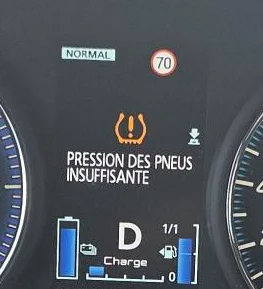 NORMAL
70
PRESSION DES PNEUS
INSUFFISANTE
D
1/1
Charge
0